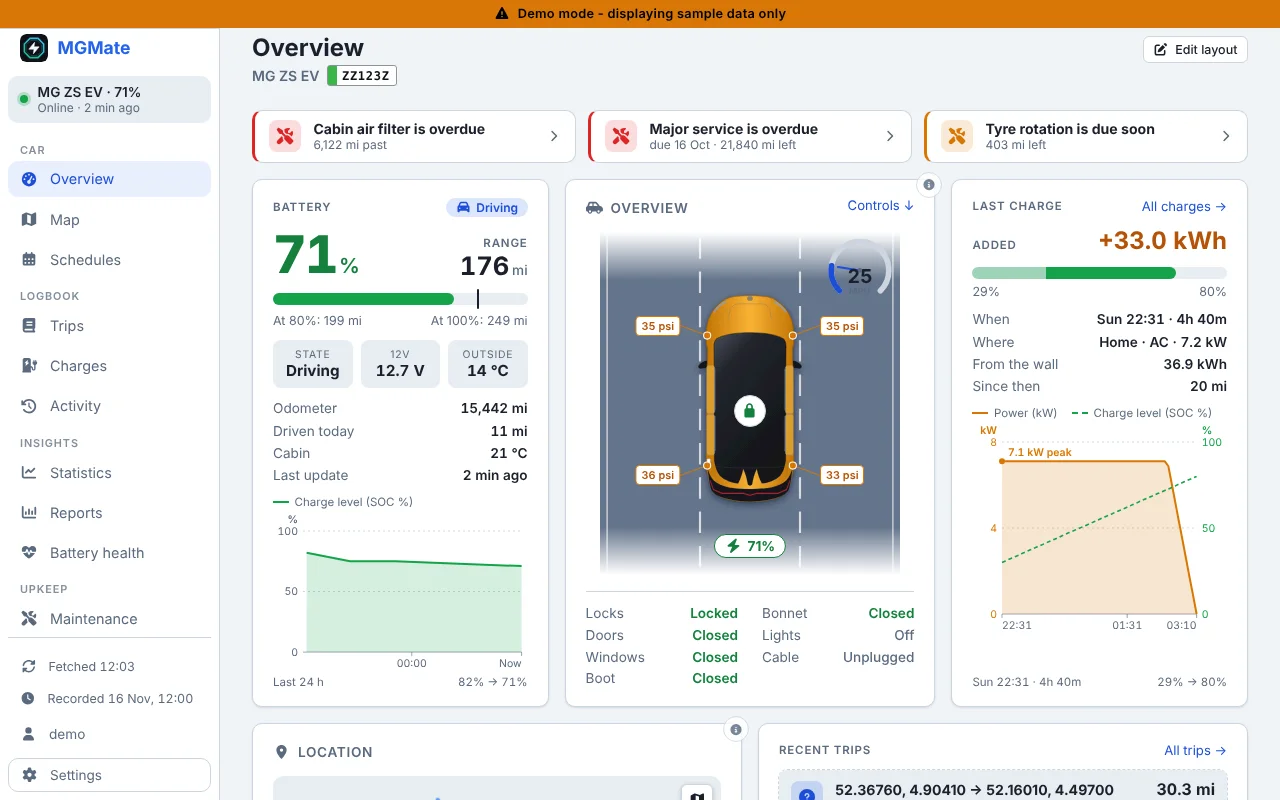 Demo mode - displaying sample data only
MGMate
MG ZS EV · 71%
Online · 2 min ago
CAR
Overview
Map
Schedules
LOGBOOK
Trips
Charges
Activity
INSIGHTS
Statistics
Reports
Battery health
UPKEEP
Maintenance
Fetched 12:03
Recorded 16 Nov, 12:00
demo
Settings
Overview
MG ZS EV ZZ123Z
Edit layout
Cabin air filter is overdue
6,122 mi past
Major service is overdue
due 16 Oct · 21,840 mi left
Tyre rotation is due soon
403 mi left
BATTERY Driving
71% RANGE
176 mi
At 80%: 199 mi At 100%: 249 mi
STATE
Driving
12V
12.7 V
OUTSIDE
14 °C
Odometer 15,442 mi
Driven today 11 mi
Cabin 21 °C
Last update 2 min ago
Charge level (SOC %)
%
100
50
0
00:00 Now
Last 24 h 82% → 71%
OVERVIEW Controls ↓
25
35 psi 35 psi
36 psi 33 psi
71%
Locks Locked Bonnet Closed
Doors Closed Lights Off
Windows Closed Cable Unplugged
Boot Closed
LAST CHARGE All charges →
ADDED +33.0 kWh
29% 80%
When Sun 22:31 · 4h 40m
Where Home · AC · 7.2 kW
From the wall 36.9 kWh
Since then 20 mi
Power (kW) Charge level (SOC %)
kW %
8 100
7.1 kW peak
4 50
0 0
22:31 01:31 03:10
Sun 22:31 · 4h 40m 29% → 80%
LOCATION
RECENT TRIPS All trips →
52.36760, 4.90410 → 52.16010, 4.49700 30.3 mi